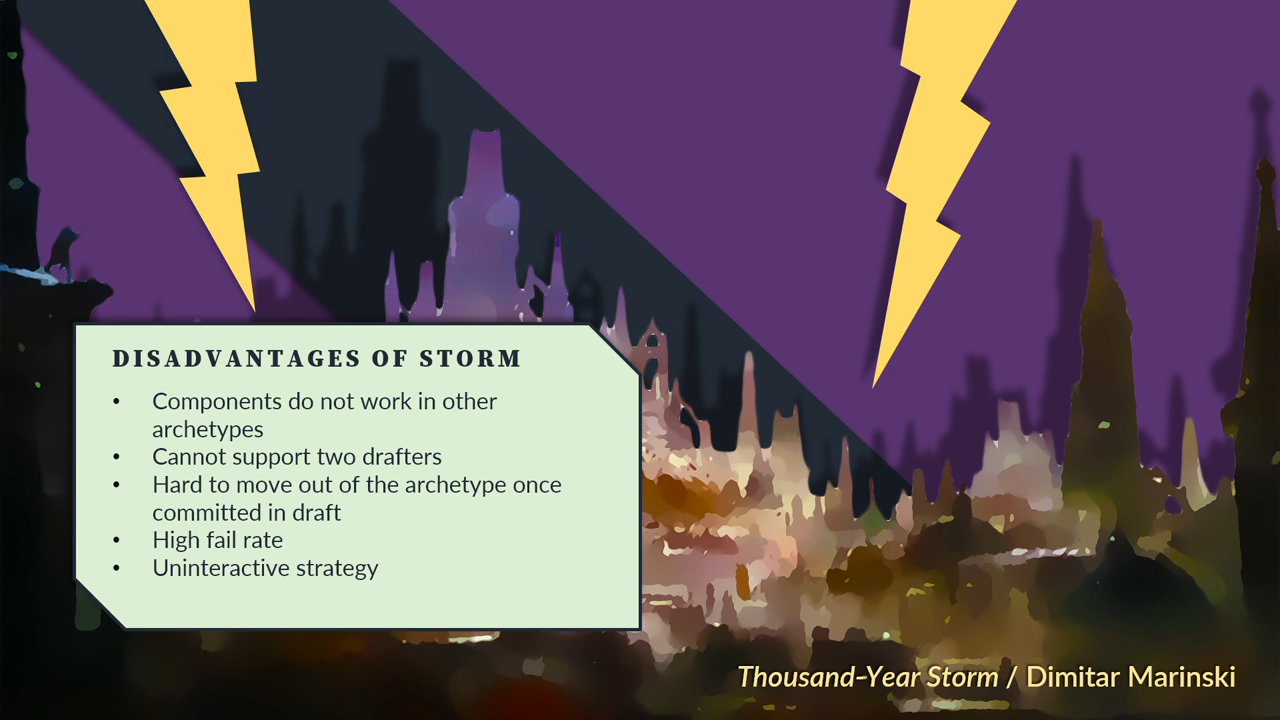 DISADVANTAGES OF STORM
• Components do not work in other
archetypes
• Cannot support two drafters
• Hard to move out of the archetype once
committed in draft
• High fail rate
• Uninteractive strategy
Thousand-Year Storm / Dimitar Marinski